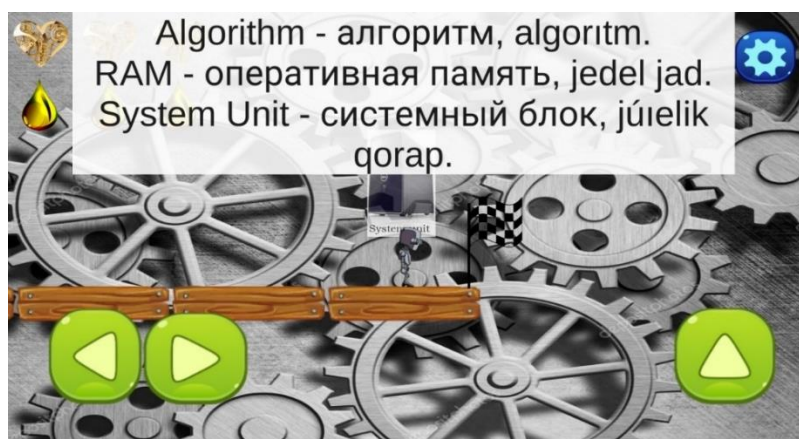 Algorithm - алгоритм, algorıtm.
RAM - оперативная память, jedel jad.
System Unit - системный блок, júıelik
qorap.